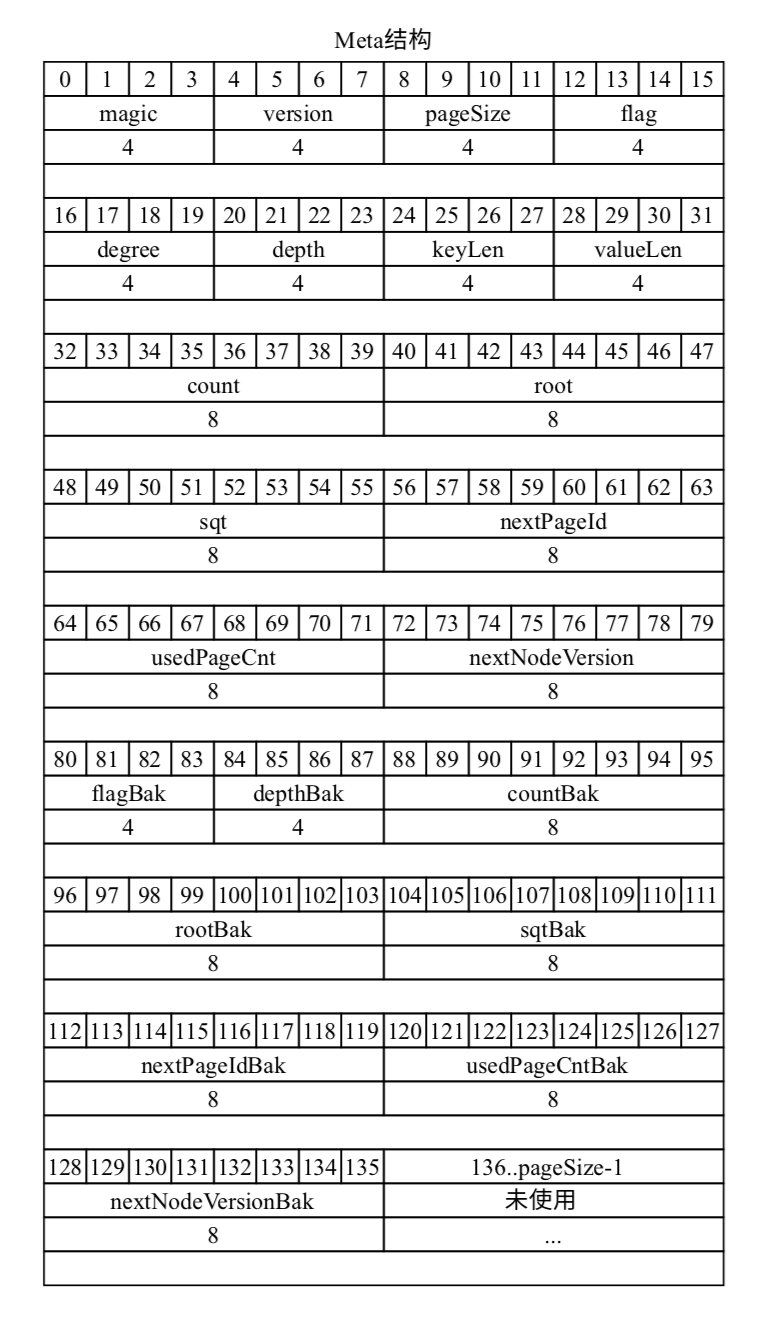 Meta结构
0 1 2 3 4 5 6 7 8 9 10 11 12 13 14 15
magic version pageSize flag
4 4 4 4
16 17 18 19 20 21 22 23 24 25 26 27 28 29 30 31
degree depth keyLen valueLen
4 4 4 4
32 33 34 35 36 37 38 39 40 41 42 43 44 45 46 47
count root
8 8
48 49 50 51 52 53 54 55 56 57 58 59 60 61 62 63
sqt nextPageId
8 8
64 65 66 67 68 69 70 71 72 73 74 75 76 77 78 79
usedPageCnt nextNodeVersion
8 8
80 81 82 83 84 85 86 87 88 89 90 91 92 93 94 95
flagBak depthBak countBak
4 4 8
96 97 98 99 100 101 102 103 104 105 106 107 108 109 110 111
rootBak sqtBak
8 8
112 113 114 115 116 117 118 119 120 121 122 123 124 125 126 127
nextPageIdBak usedPageCntBak
8 8
128 129 130 131 132 133 134 135 136..pageSize-1
nextNodeVersionBak 未使用
8 ...